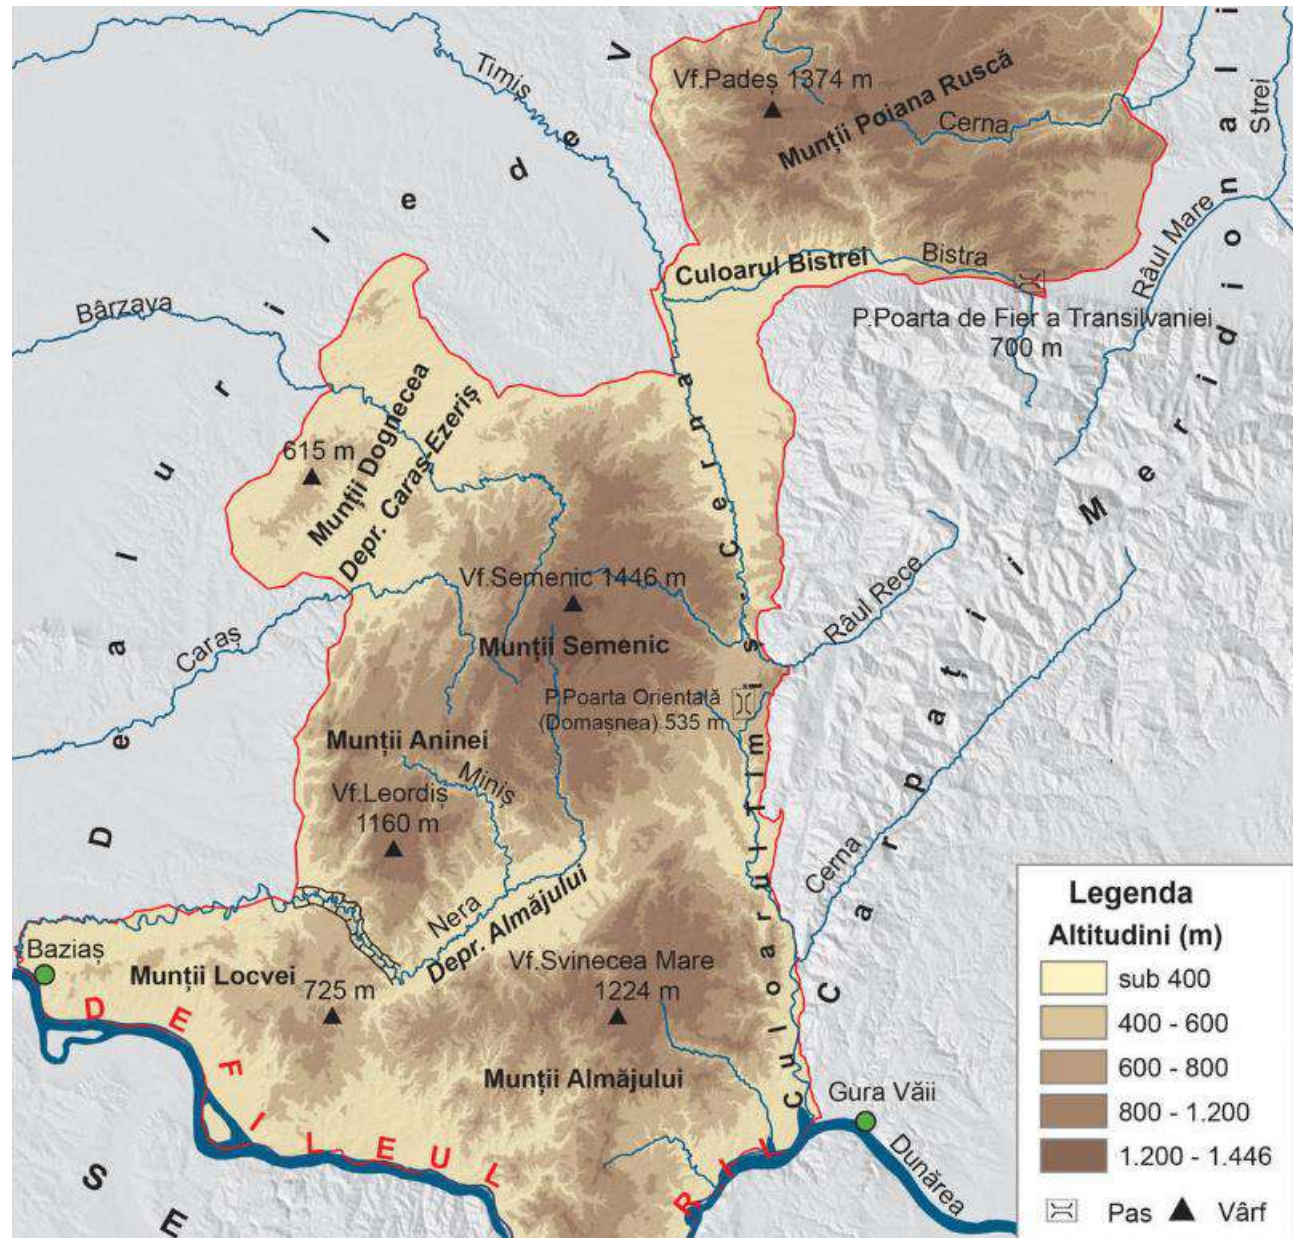 Timiș
Vf.Padeș 1374 m
Munții Poiana Ruscă
Cerna
Strei
Râul Mare
Culoarul Bistrei
Bistra
P.Poarta de Fier a Transilvaniei
700 m
Bârzava
615 m
Munții Dognecea
Depr. Caraș-Ezeriș
Vf.Semenic 1446 m
Munții Semenic
Râul Rece
Caraș
P.Poarta Orientală
(Domașnea) 535 m
Munții Aninei
Miniș
Vf.Leordiș
1160 m
Cerna
Nera
Depr. Almăjului
Baziaș
Munții Locvei
725 m
Vf.Svinecea Mare
1224 m
Munții Almăjului
Gura Văii
Dunărea
Dealurile de V
Culoarul Timiș-Cerna
Carpații Meridionali
DEFILEUL
RII
SE
Legenda
Altitudini (m)
sub 400
400 - 600
600 - 800
800 - 1.200
1.200 - 1.446
Pas
Vârf